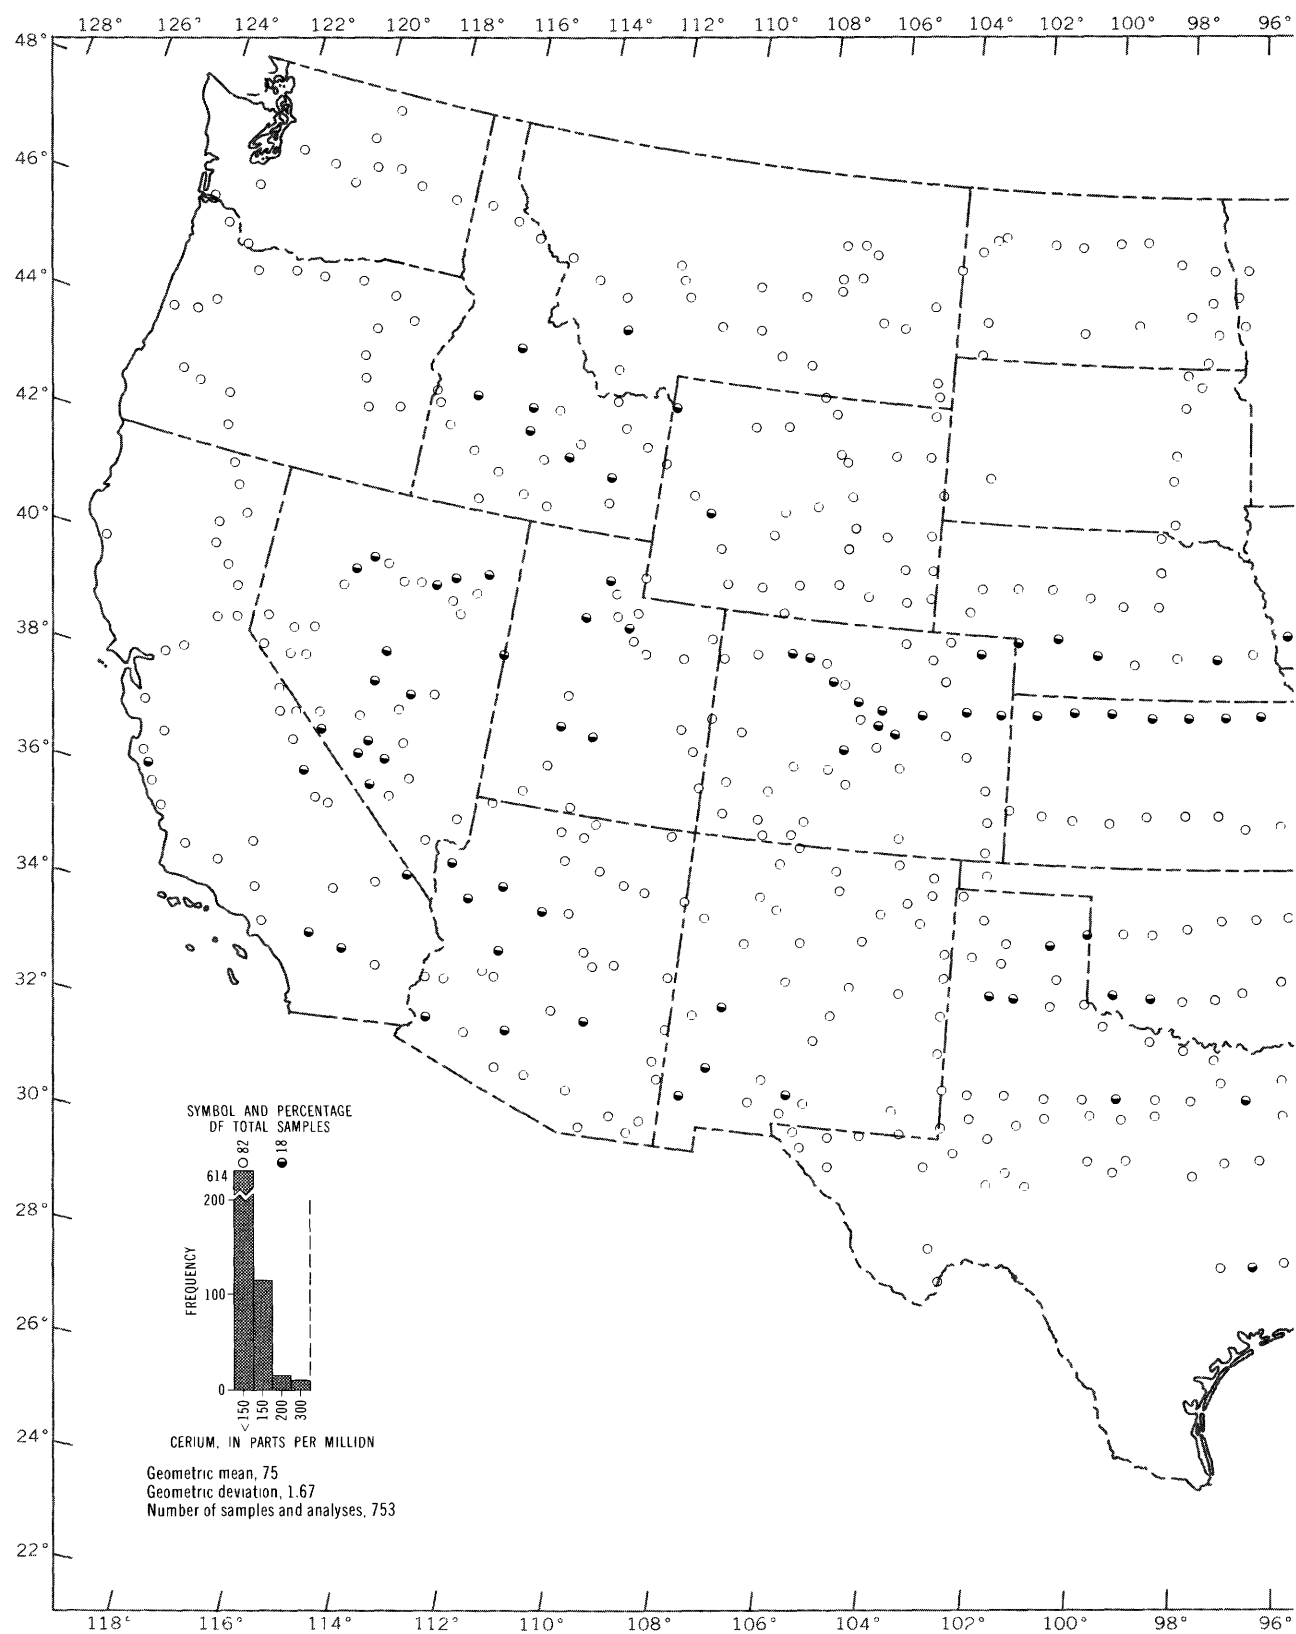 128° 126° 124° 122° 120° 118° 116° 114° 112° 110° 108° 106° 104° 102° 100° 98° 96°
48°
46°
44°
42°
40°
38°
36°
34°
32°
30°
SYMBOL AND PERCENTAGE
OF TOTAL SAMPLES
82 18
614
200
28°
FREQUENCY
100
26°
0
<150 150 200 300
24°
CERIUM, IN PARTS PER MILLION
Geometric mean, 75
Geometric deviation, 1.67
Number of samples and analyses, 753
22°
118° 116° 114° 112° 110° 108° 106° 104° 102° 100° 98° 96°